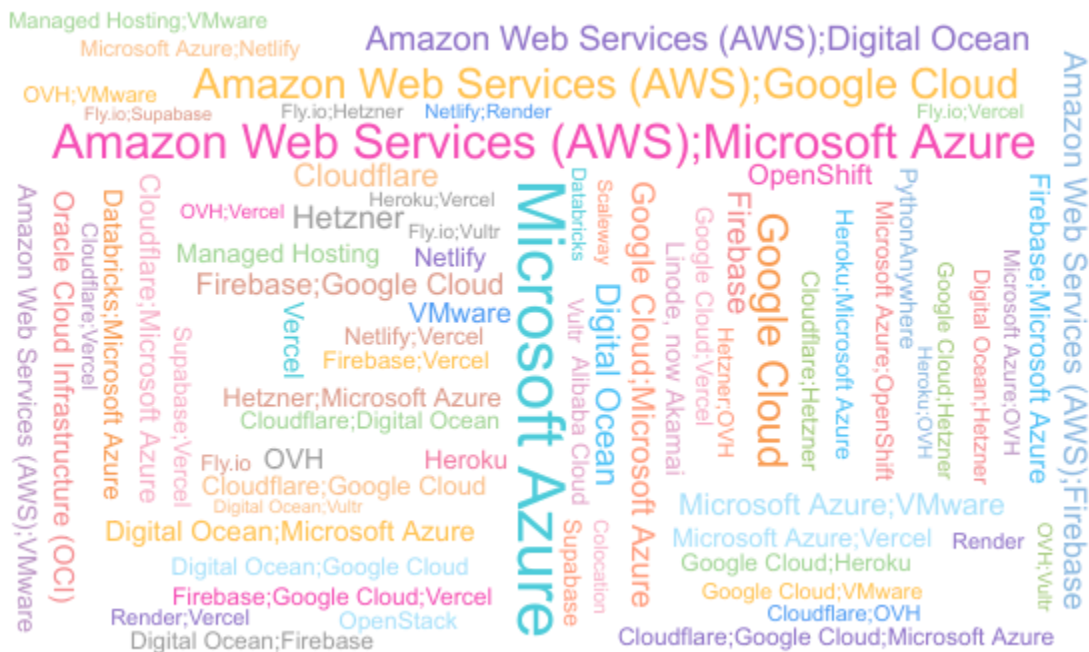 Managed Hosting;VMware
Microsoft Azure;Netlify
Amazon Web Services (AWS);Digital Ocean
Amazon Web Services (AWS);Google Cloud
OVH;VMware
Fly.io;Supabase
Fly.io;Hetzner
Netlify;Render
Fly.io;Vercel
Amazon Web Services (AWS);Microsoft Azure
Amazon Web Services (AWS);Firebase
Cloudflare
OpenShift
Heroku;Vercel
OVH;Vercel
Hetzner
Fly.io;Vultr
Managed Hosting
Netlify
Firebase;Google Cloud
VMware
Vercel
Netlify;Vercel
Firebase;Vercel
Hetzner;Microsoft Azure
Cloudflare;Digital Ocean
Fly.io
OVH
Heroku
Cloudflare;Google Cloud
Digital Ocean;Vultr
Digital Ocean;Microsoft Azure
Digital Ocean;Google Cloud
Firebase;Google Cloud;Vercel
Render;Vercel
OpenStack
Digital Ocean;Firebase
Amazon Web Services (AWS);VMware
Oracle Cloud Infrastructure (OCI)
Cloudflare;Vercel
Databricks;Microsoft Azure
Cloudflare;Microsoft Azure
Supabase;Vercel
Microsoft Azure
Databricks
Scaleway
Vultr
Alibaba Cloud
Digital Ocean
Supabase
Colocation
Google Cloud;Microsoft Azure
Linode, now Akamai
Google Cloud;Vercel
Firebase
Hetzner;OVH
Google Cloud
Cloudflare;Hetzner
Heroku;Microsoft Azure
Microsoft Azure;OpenShift
PythonAnywhere
Heroku;OVH
Google Cloud;Hetzner
Digital Ocean;Hetzner
Microsoft Azure;OVH
Firebase;Microsoft Azure
Microsoft Azure;VMware
Microsoft Azure;Vercel
Render
OVH;Vultr
Google Cloud;Heroku
Google Cloud;VMware
Cloudflare;OVH
Cloudflare;Google Cloud;Microsoft Azure